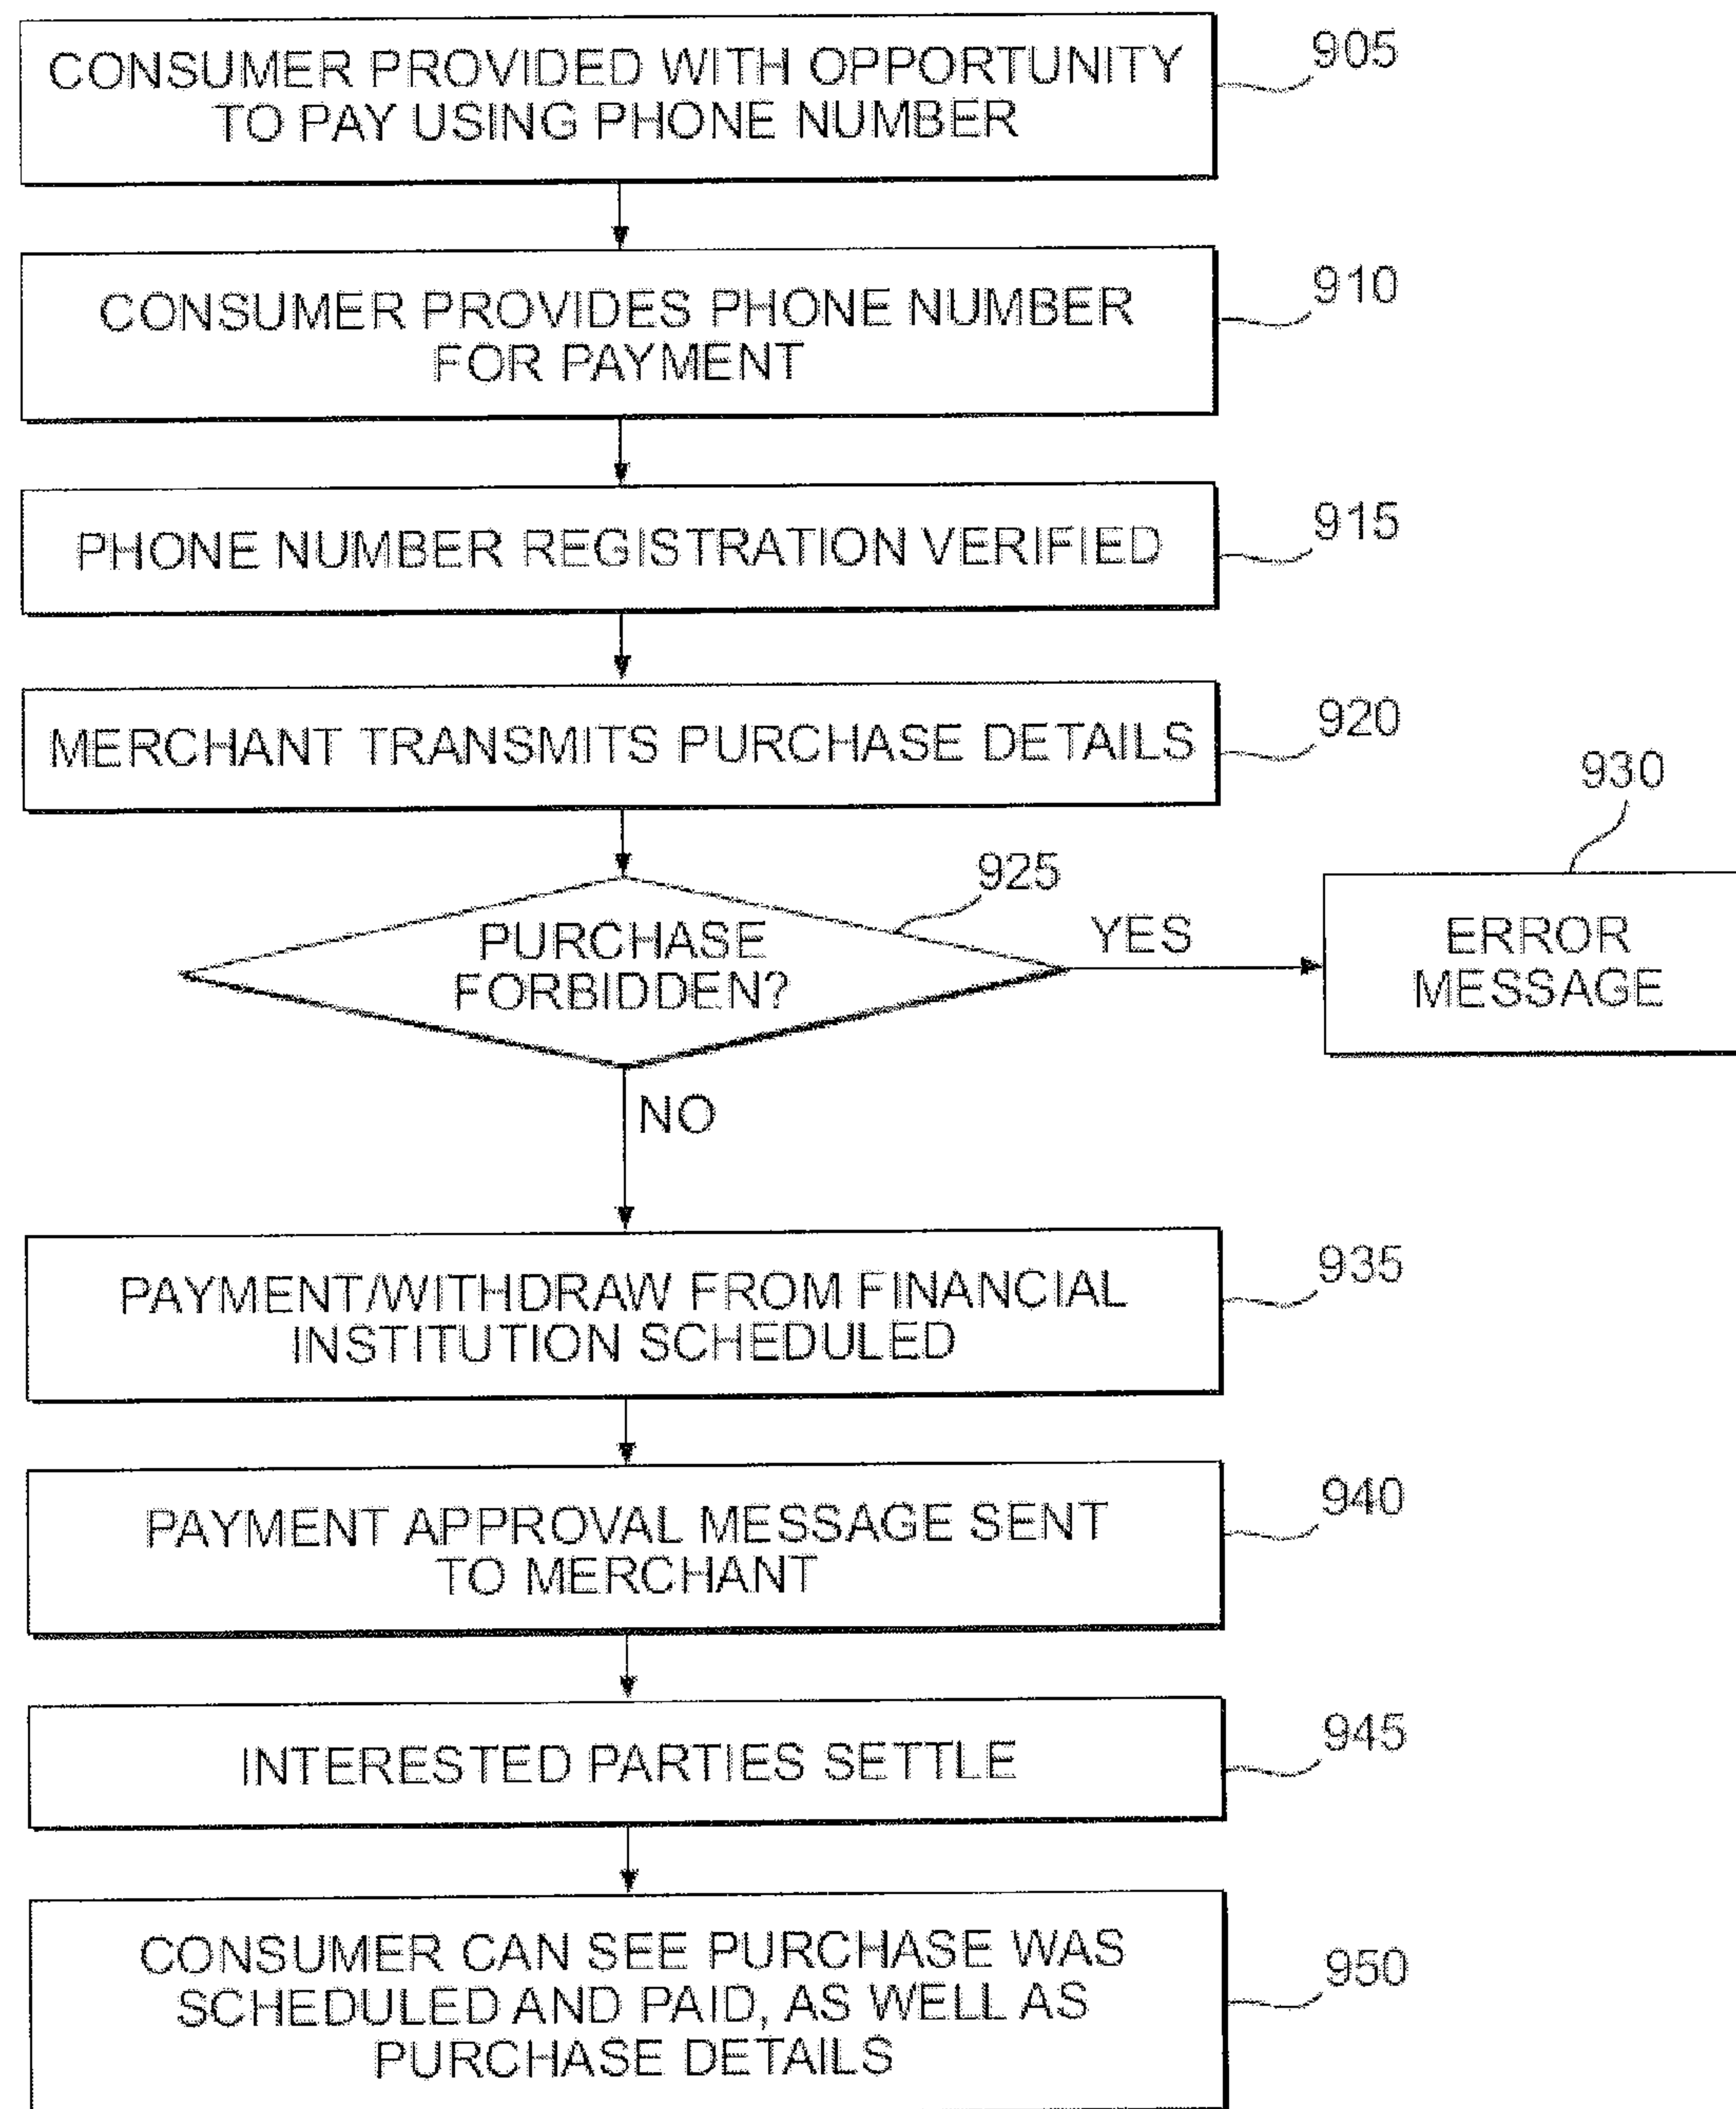 CONSUMER PROVIDED WITH OPPORTUNITY
TO PAY USING PHONE NUMBER
905
CONSUMER PROVIDES PHONE NUMBER
FOR PAYMENT
910
PHONE NUMBER REGISTRATION VERIFIED
915
MERCHANT TRANSMITS PURCHASE DETAILS
920
PURCHASE
FORBIDDEN?
925
YES
930
ERROR
MESSAGE
NO
PAYMENT/WITHDRAW FROM FINANCIAL
INSTITUTION SCHEDULED
935
PAYMENT APPROVAL MESSAGE SENT
TO MERCHANT
940
INTERESTED PARTIES SETTLE
945
CONSUMER CAN SEE PURCHASE WAS
SCHEDULED AND PAID, AS WELL AS
PURCHASE DETAILS
950